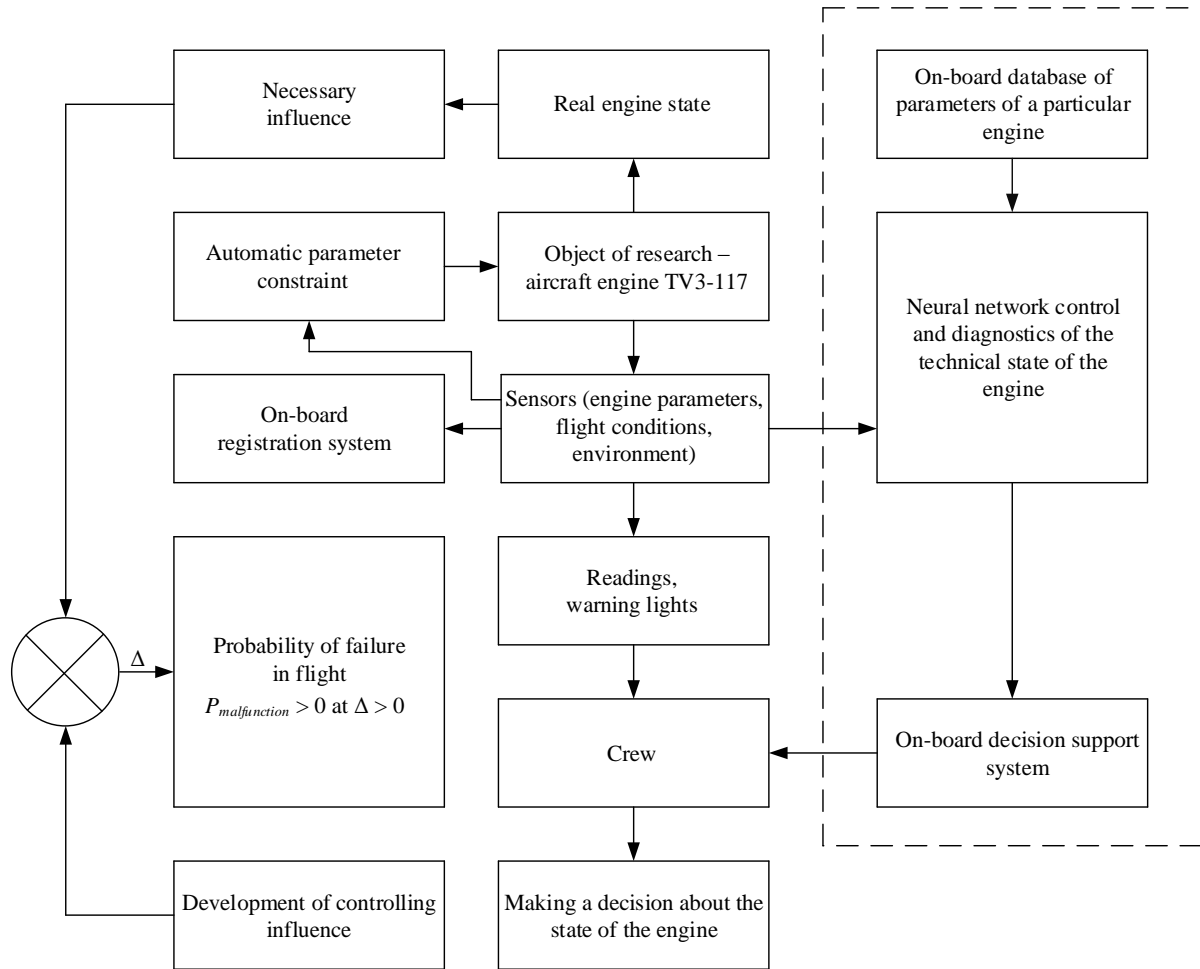 Necessary
influence
Real engine state
On-board database of
parameters of a particular
engine
Automatic parameter
constraint
Object of research –
aircraft engine TV3-117
Neural network control
and diagnostics of the
technical state of the
engine
On-board
registration system
Sensors (engine parameters,
flight conditions,
environment)
Readings,
warning lights
Δ
Probability of failure
in flight
P malfunction > 0 at Δ > 0
Crew
On-board decision support
system
Development of controlling
influence
Making a decision about the
state of the engine